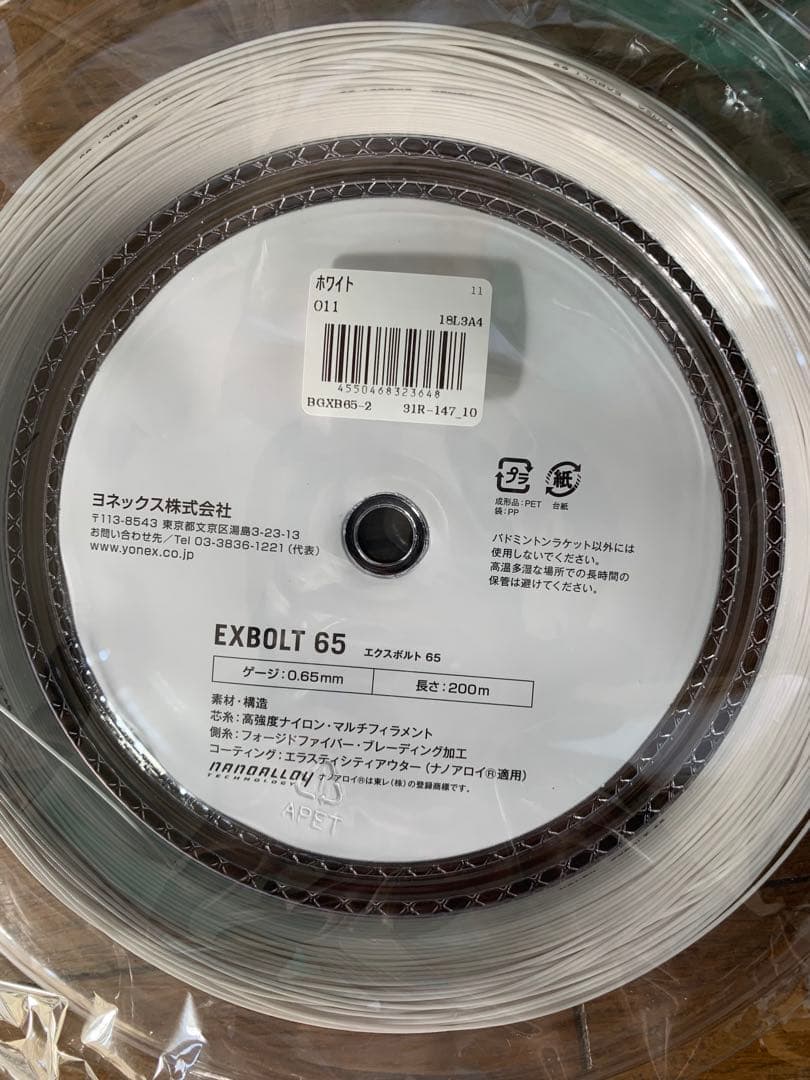 ホワイト
11
011
18L3A4
4550468323648
BGXB65-2 31R-147_10
プラ
成形品:PET
袋:PP
紙
台紙
ヨネックス株式会社
〒113-8543 東京都文京区湯島3-23-13
お問い合わせ先/Tel 03-3836-1221(代表)
www.yonex.co.jp
バドミントンラケット以外には
使用しないでください。
高温多湿な場所での長時間の
保管は避けてください。
EXBOLT 65 エクスボルト 65
ゲージ:0.65mm 長さ:200m
素材・構造
芯糸:高強度ナイロン・マルチフィラメント
側糸:フォージドファイバー・ブレーディング加工
コーティング:エラスティシティアウター(ナノアロイ®適用)
NANOALLOY
TECHNOLOGY
ナノアロイ®は東レ(株)の登録商標です。
APET